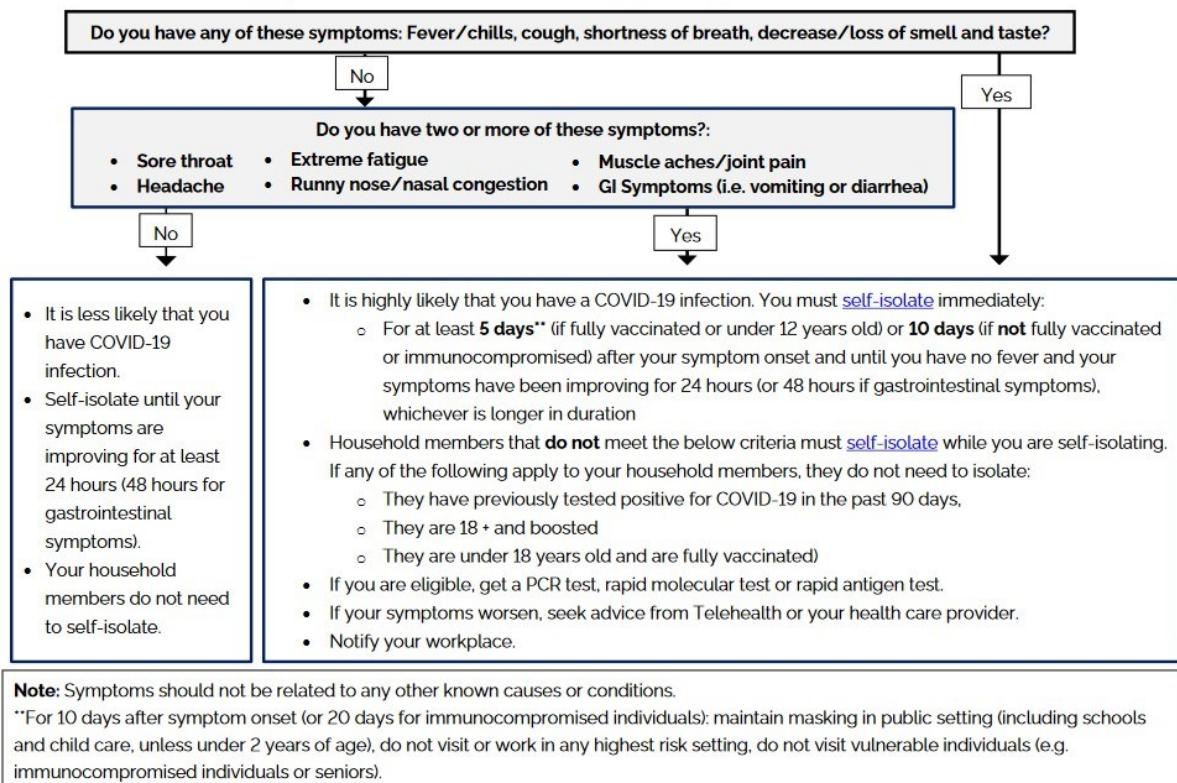 Do you have any of these symptoms: Fever/chills, cough, shortness of breath, decrease/loss of smell and taste?
No
Yes
Do you have two or more of these symptoms?:
• Sore throat
• Headache
• Extreme fatigue
• Runny nose/nasal congestion
• Muscle aches/joint pain
• GI Symptoms (i.e. vomiting or diarrhea)
No
Yes
• It is less likely that you
have COVID-19
infection.
• Self-isolate until your
symptoms are
improving for at least
24 hours (48 hours for
gastrointestinal
symptoms).
• Your household
members do not need
to self-isolate.
• It is highly likely that you have a COVID-19 infection. You must self-isolate immediately:
o For at least 5 days** (if fully vaccinated or under 12 years old) or 10 days (if not fully vaccinated
or immunocompromised) after your symptom onset and until you have no fever and your
symptoms have been improving for 24 hours (or 48 hours if gastrointestinal symptoms),
whichever is longer in duration
• Household members that do not meet the below criteria must self-isolate while you are self-isolating.
If any of the following apply to your household members, they do not need to isolate:
o They have previously tested positive for COVID-19 in the past 90 days,
o They are 18 + and boosted
o They are under 18 years old and are fully vaccinated)
• If you are eligible, get a PCR test, rapid molecular test or rapid antigen test.
• If your symptoms worsen, seek advice from Telehealth or your health care provider.
• Notify your workplace.
Note: Symptoms should not be related to any other known causes or conditions.
**For 10 days after symptom onset (or 20 days for immunocompromised individuals): maintain masking in public setting (including schools
and child care, unless under 2 years of age), do not visit or work in any highest risk setting, do not visit vulnerable individuals (e.g.
immunocompromised individuals or seniors).